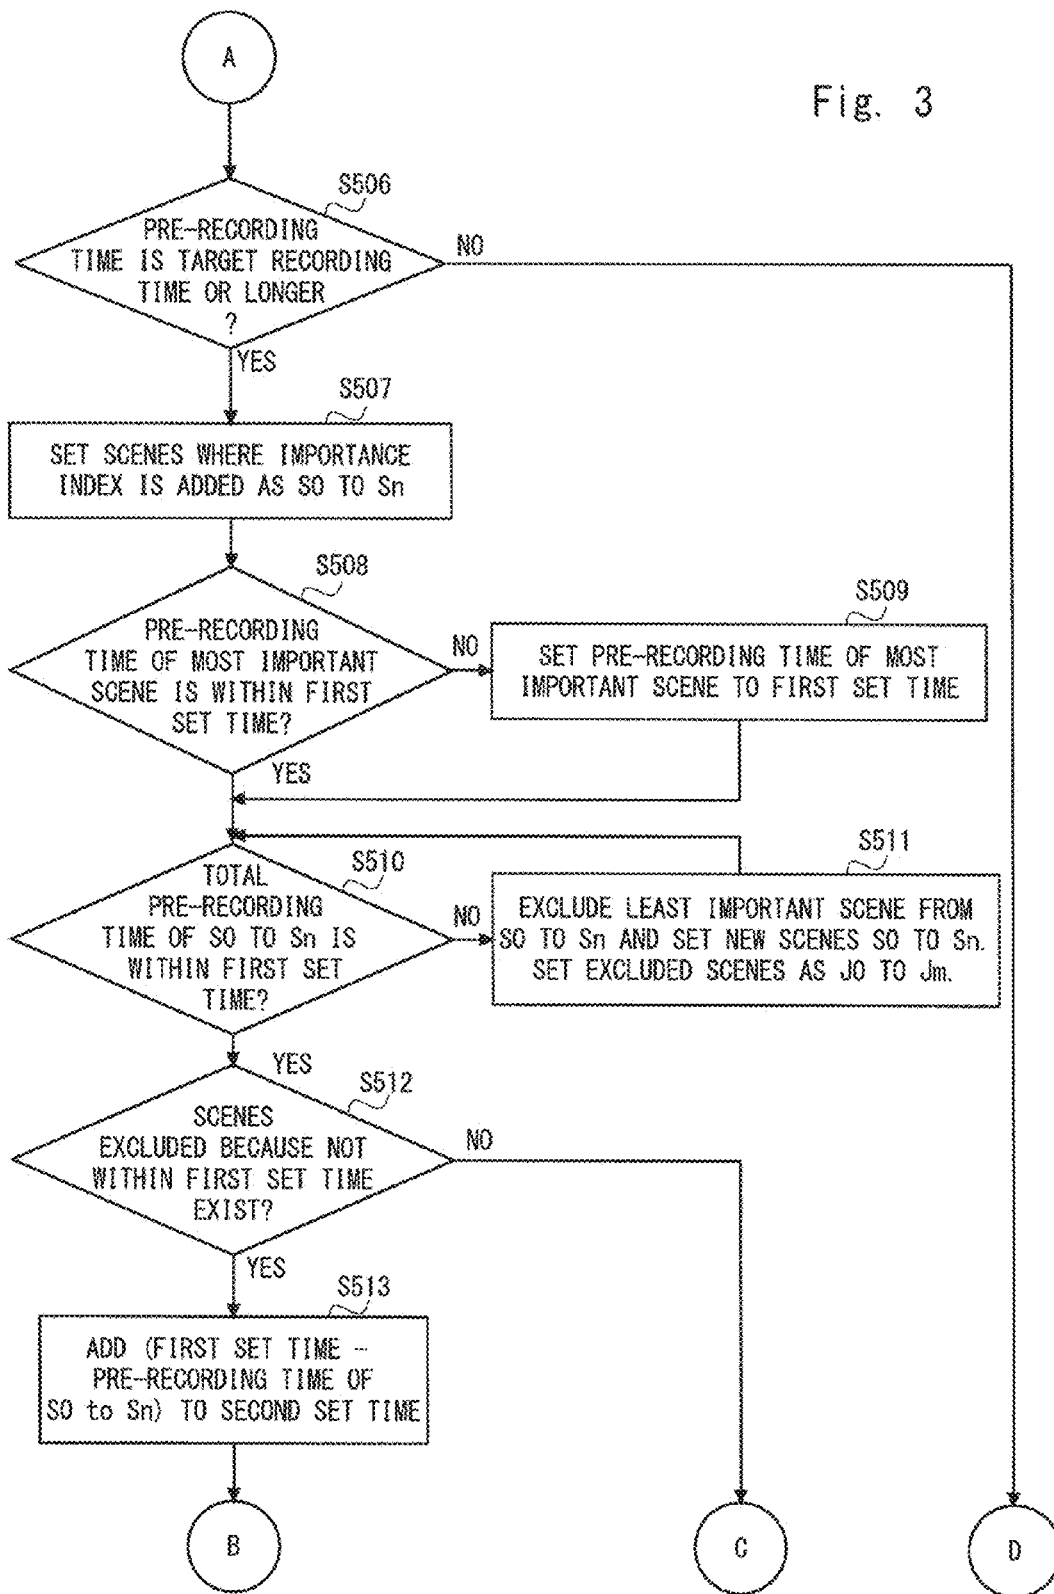 A
Fig. 3
S506
PRE-RECORDING
TIME IS TARGET RECORDING
TIME OR LONGER
?
NO
YES
S507
SET SCENES WHERE IMPORTANCE
INDEX IS ADDED AS S0 TO Sn
S508
PRE-RECORDING
TIME OF MOST IMPORTANT
SCENE IS WITHIN FIRST
SET TIME?
NO
YES
S509
SET PRE-RECORDING TIME OF MOST
IMPORTANT SCENE TO FIRST SET TIME
S510
TOTAL
PRE-RECORDING
TIME OF S0 TO Sn IS
WITHIN FIRST SET
TIME?
NO
YES
S511
EXCLUDE LEAST IMPORTANT SCENE FROM
S0 TO Sn AND SET NEW SCENES S0 TO Sn.
SET EXCLUDED SCENES AS J0 TO Jm.
S512
SCENES
EXCLUDED BECAUSE NOT
WITHIN FIRST SET TIME
EXIST?
NO
YES
S513
ADD (FIRST SET TIME -
PRE-RECORDING TIME OF
S0 to Sn) TO SECOND SET TIME
B
C
D